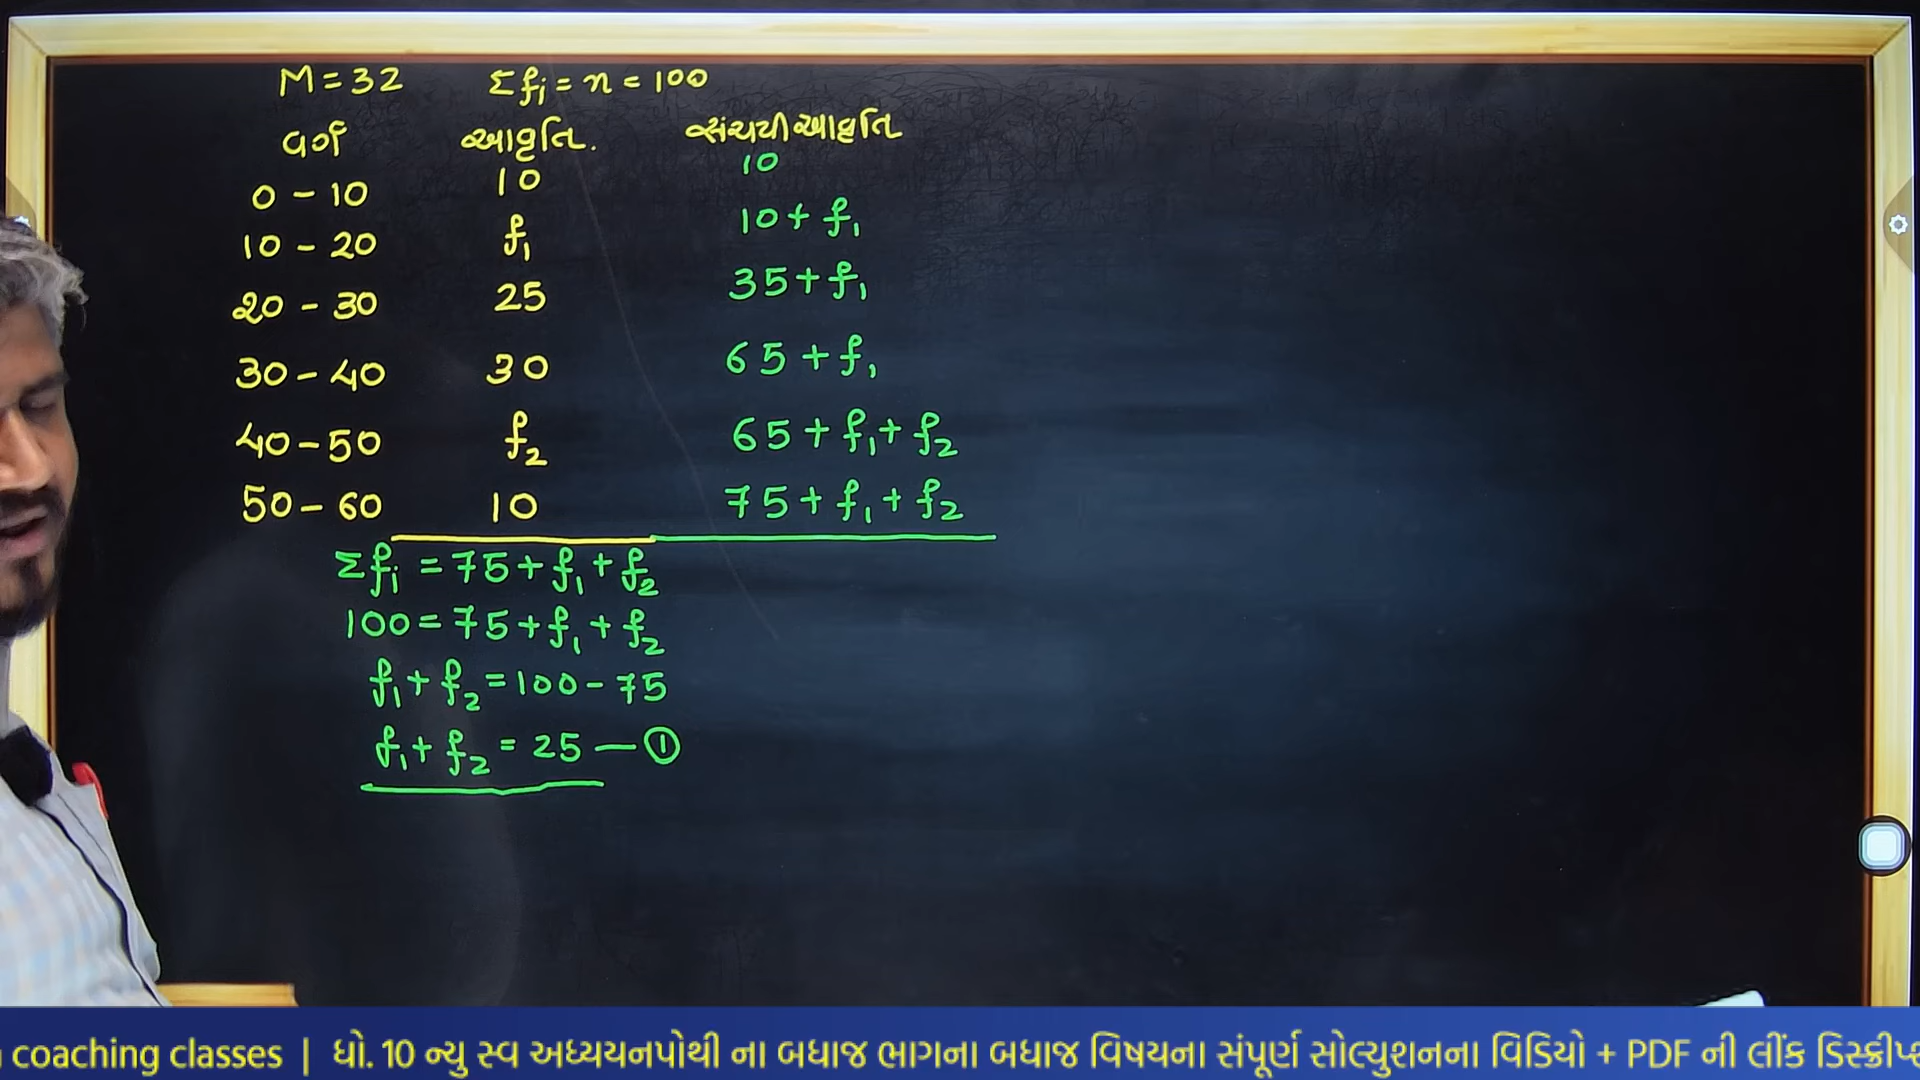 M = 32 Σfi = n = 100
વર્ગ આવૃત્તિ. સંચયી આવૃત્તિ
0 - 10 10 10
10 - 20 f₁ 10 + f₁
20 - 30 25 35 + f₁
30 - 40 30 65 + f₁
40 - 50 f₂ 65 + f₁ + f₂
50 - 60 10 75 + f₁ + f₂
Σfi = 75 + f₁ + f₂
100 = 75 + f₁ + f₂
f₁ + f₂ = 100 - 75
f₁ + f₂ = 25 — ①
coaching classes | ધો. 10 ન્યુ સ્વ અધ્યયનપોથી ના બધાજ ભાગના બધાજ વિષયના સંપૂર્ણ સોલ્યુશનના વિડિયો + PDF ની લીંક